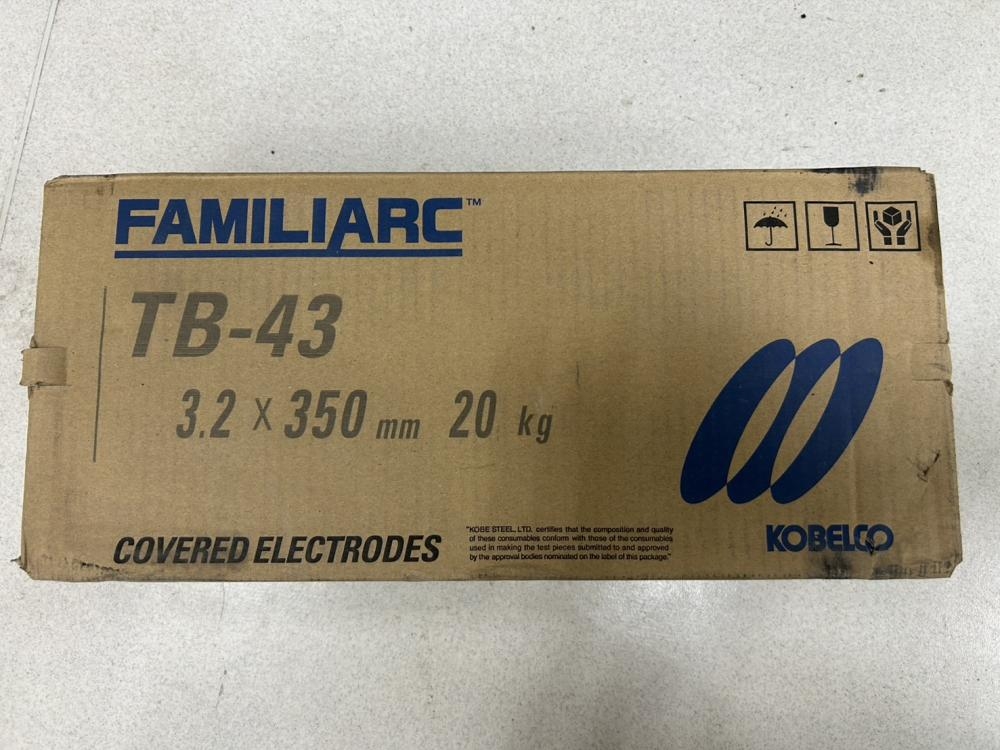 FAMILIARC™
TB-43
3.2 x 350 mm 20 kg
COVERED ELECTRODES
"KOBE STEEL, LTD. certifies that the composition and quality
of these consumables conform with those of the consumables
used in making the test pieces submitted to and approved
by the approval bodies nominated on the label of this package."
KOBELCO